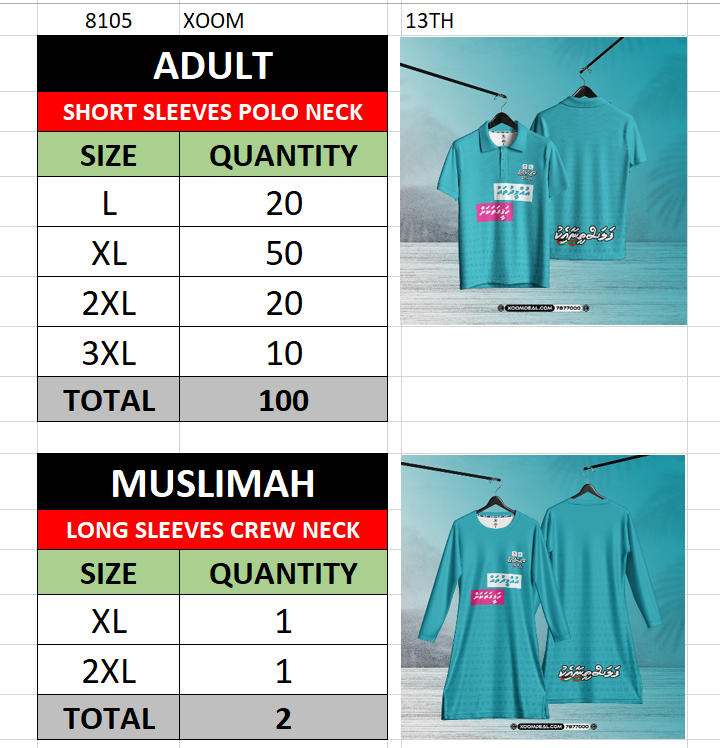 8105 XOOM 13TH
ADULT
SHORT SLEEVES POLO NECK
SIZE QUANTITY
L 20
XL 50
2XL 20
3XL 10
TOTAL 100
XOOMDEAL.COM 7877000
MUSLIMAH
LONG SLEEVES CREW NECK
SIZE QUANTITY
XL 1
2XL 1
TOTAL 2
XOOMDEAL.COM 7877000